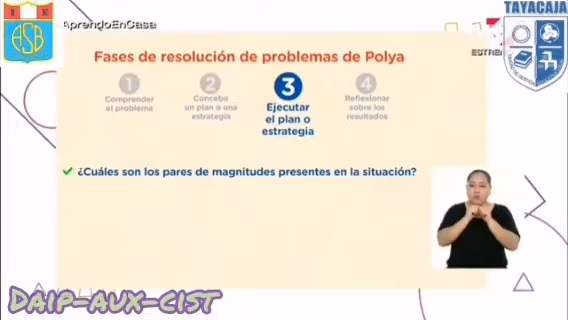 I E
ESB
AprendoEnCasa
TAYACAJA
ESTRE
Fases de resolución de problemas de Polya
1
Comprender
el problema
2
Concebir
un plan o una
estrategia
3
Ejecutar
el plan o
estrategia
4
Reflexionar
sobre los
resultados
¿Cuáles son los pares de magnitudes presentes en la situación?
Daip-aux-cist